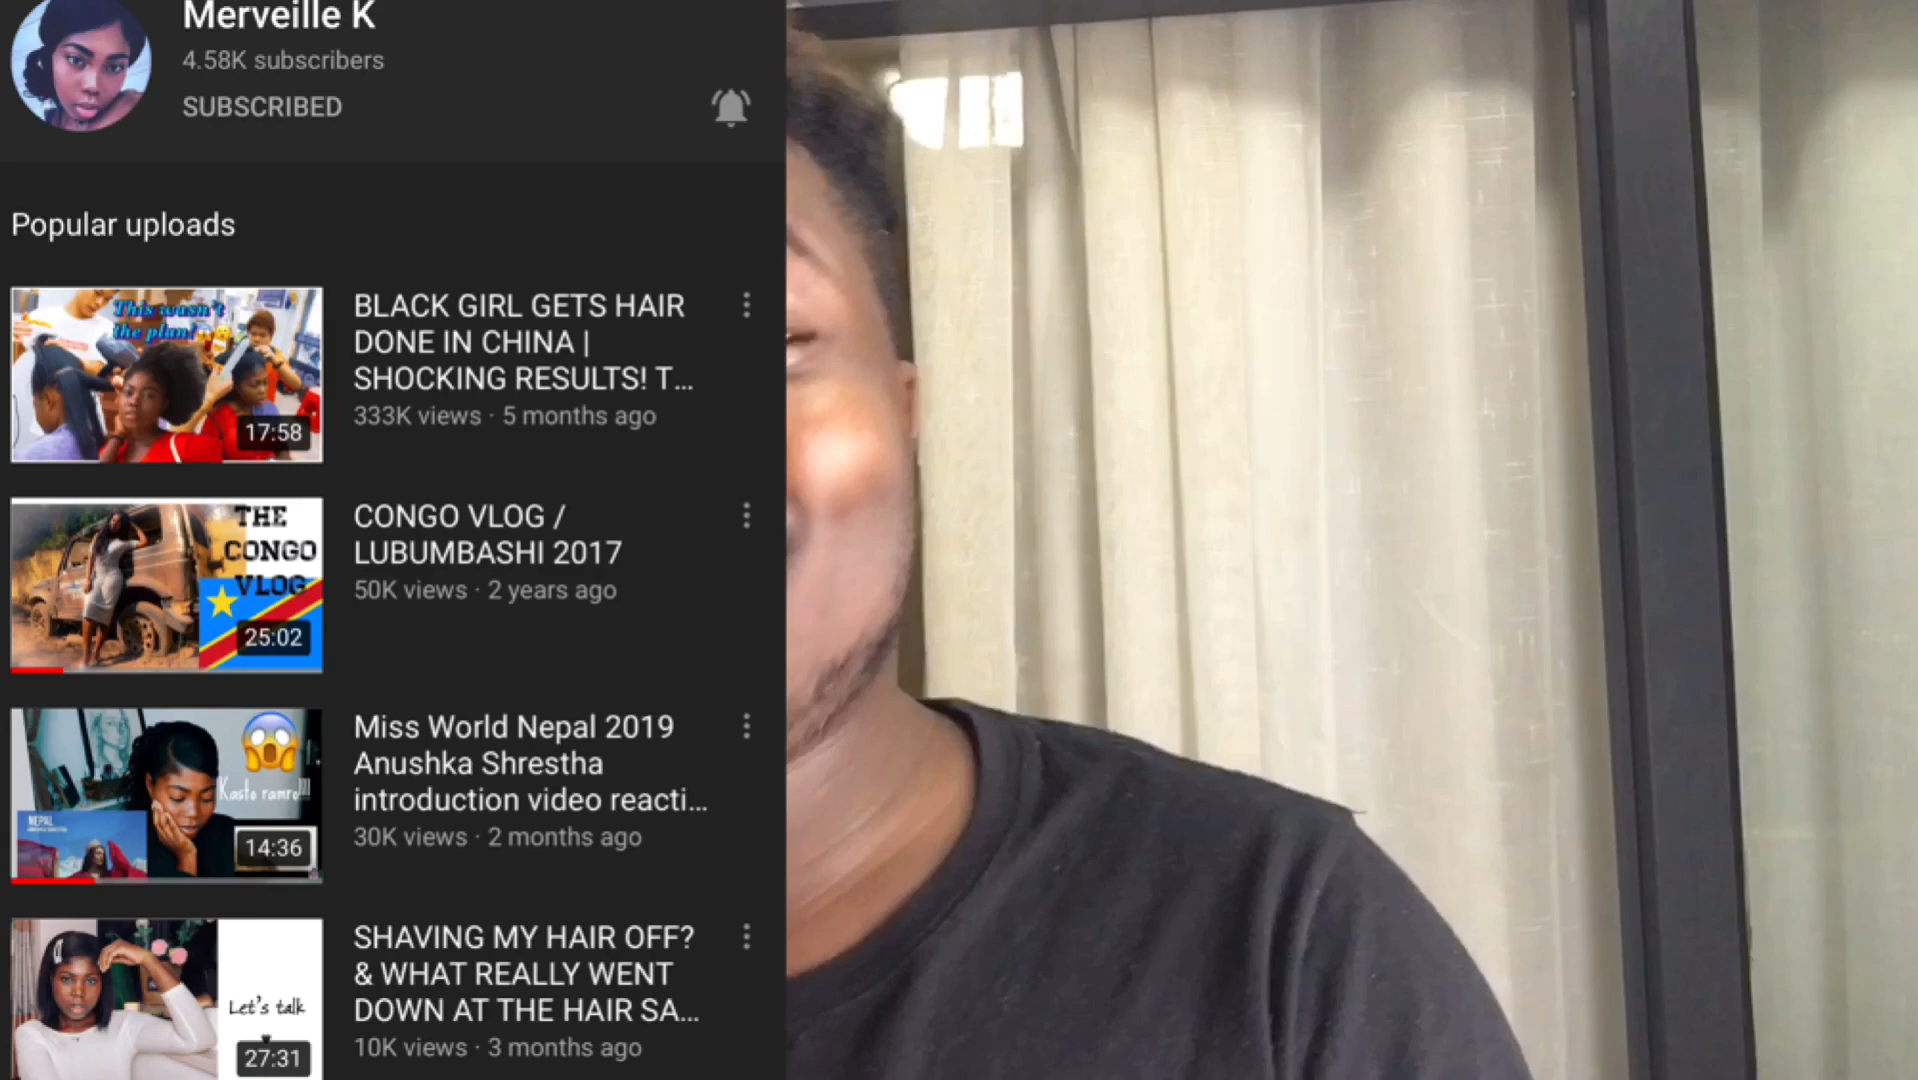 Merveille K
4.58K subscribers
SUBSCRIBED
Popular uploads
This wasn't
the plan!
17:58
BLACK GIRL GETS HAIR
DONE IN CHINA |
SHOCKING RESULTS! T...
333K views · 5 months ago
THE
CONGO
VLOG
25:02
CONGO VLOG /
LUBUMBASHI 2017
50K views · 2 years ago
Kasto ramro!!!
NEPAL
14:36
Miss World Nepal 2019
Anushka Shrestha
introduction video reacti...
30K views · 2 months ago
Let's talk
27:31
SHAVING MY HAIR OFF?
& WHAT REALLY WENT
DOWN AT THE HAIR SA...
10K views · 3 months ago